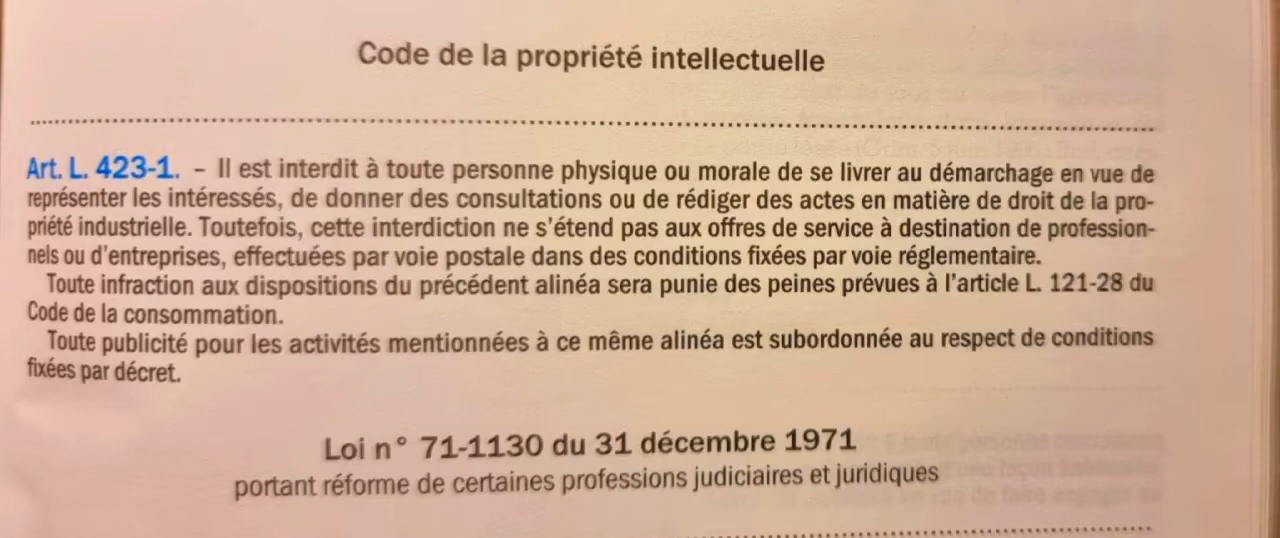 Code de la propriété intellectuelle
Art. L. 423-1. – Il est interdit à toute personne physique ou morale de se livrer au démarchage en vue de
représenter les intéressés, de donner des consultations ou de rédiger des actes en matière de droit de la pro-
priété industrielle. Toutefois, cette interdiction ne s'étend pas aux offres de service à destination de profession-
nels ou d'entreprises, effectuées par voie postale dans des conditions fixées par voie réglementaire.
Toute infraction aux dispositions du précédent alinéa sera punie des peines prévues à l'article L. 121-28 du
Code de la consommation.
Toute publicité pour les activités mentionnées à ce même alinéa est subordonnée au respect de conditions
fixées par décret.
Loi n° 71-1130 du 31 décembre 1971
portant réforme de certaines professions judiciaires et juridiques